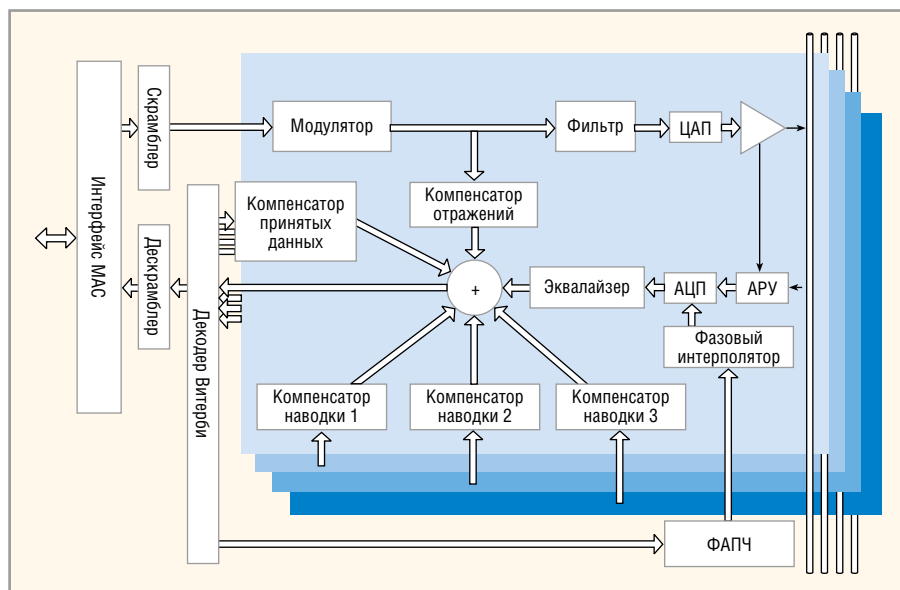 Интерфейс MAC
Скрамблер
Модулятор
Фильтр
ЦАП
Компенсатор
принятых
данных
Компенсатор
отражений
Дескрамблер
Декодер Витерби
+
Эквалайзер
АЦП
АРУ
Фазовый
интерполятор
Компенсатор
наводки 1
Компенсатор
наводки 2
Компенсатор
наводки 3
ФАПЧ